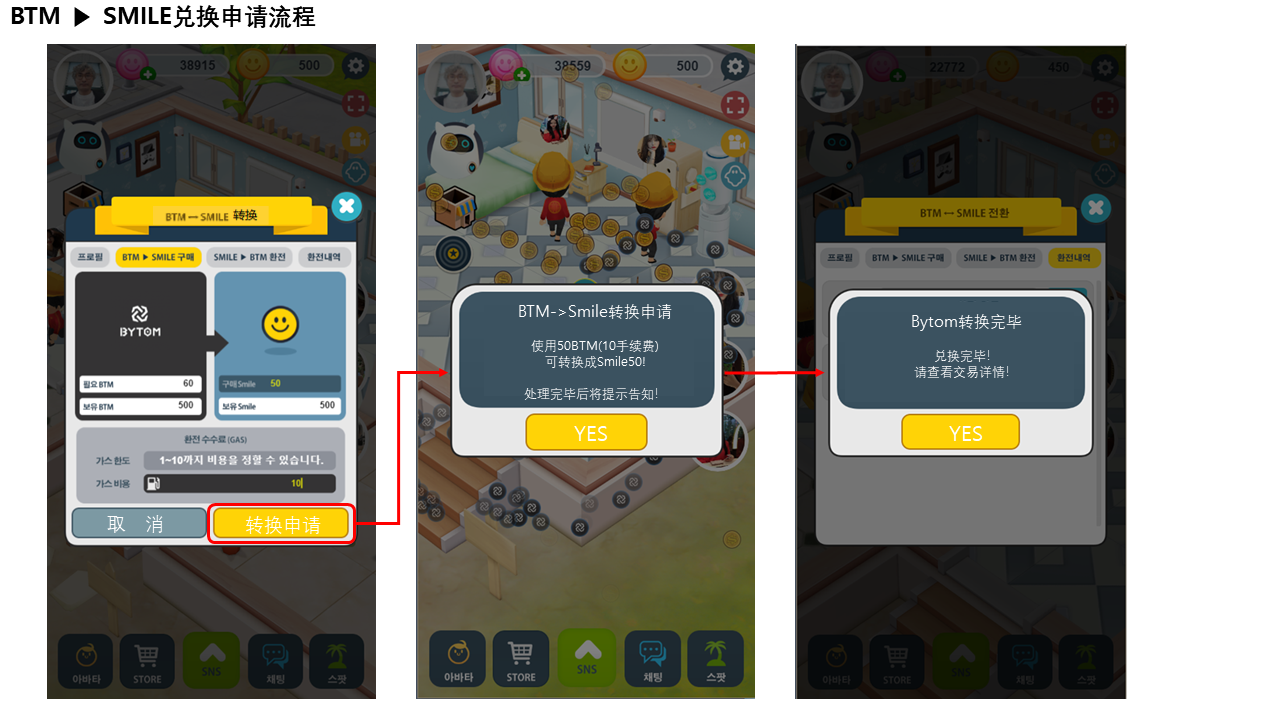 BTM ▶ SMILE兑换申请流程
38915
500
BTM ↔ SMILE 转换
프로필
BTM ▶ SMILE 구매
SMILE ▶ BTM 환전
환전내역
BYTOM
필요 BTM 60
구매 Smile 50
보유 BTM 500
보유 Smile 500
환전 수수료 (GAS)
가스 한도 1~10까지 비용을 정할 수 있습니다.
가스 비용 10
取 消
转换申请
아바타
STORE
SNS
채팅
스팟
38559
500
BTM->Smile转换申请
使用50BTM(10手续费)
可转换成Smile50!
处理完毕后将提示告知!
YES
아바타
STORE
SNS
채팅
스팟
22772
450
BTM ↔ SMILE 전환
프로필
BTM ▶ SMILE 구매
SMILE ▶ BTM 환전
환전내역
Bytom转换完毕
兑换完毕!
请查看交易详情!
YES
아바타
STORE
SNS
채팅
스팟